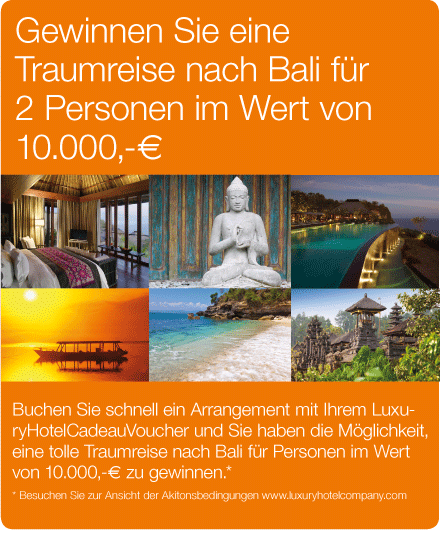 Gewinnen Sie eine
Traumreise nach Bali für
2 Personen im Wert von
10.000,-€
Buchen Sie schnell ein Arrangement mit Ihrem Luxu-
ryHotelCadeauVoucher und Sie haben die Möglichkeit,
eine tolle Traumreise nach Bali für Personen im Wert
von 10.000,-€ zu gewinnen.*
* Besuchen Sie zur Ansicht der Akitonsbedingungen www.luxuryhotelcompany.com